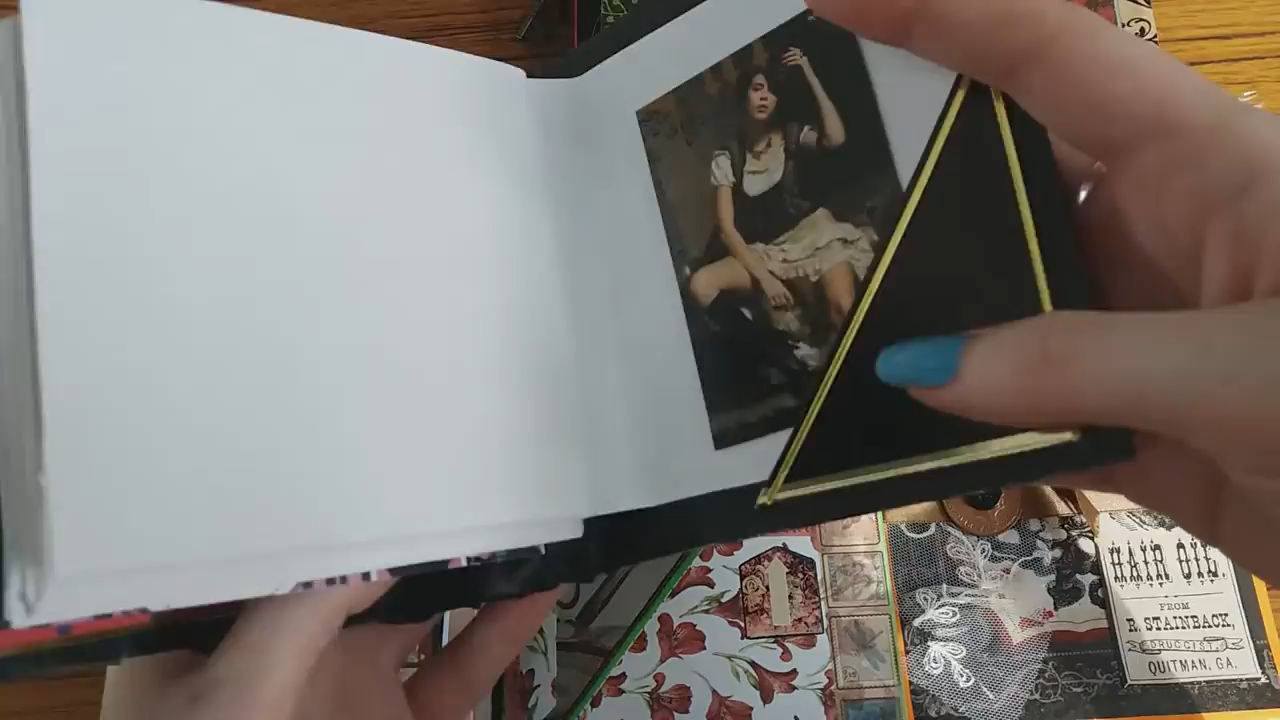 HAIR OIL.
FROM
R. STAINBACK,
DRUGGIST,
QUITMAN, GA.